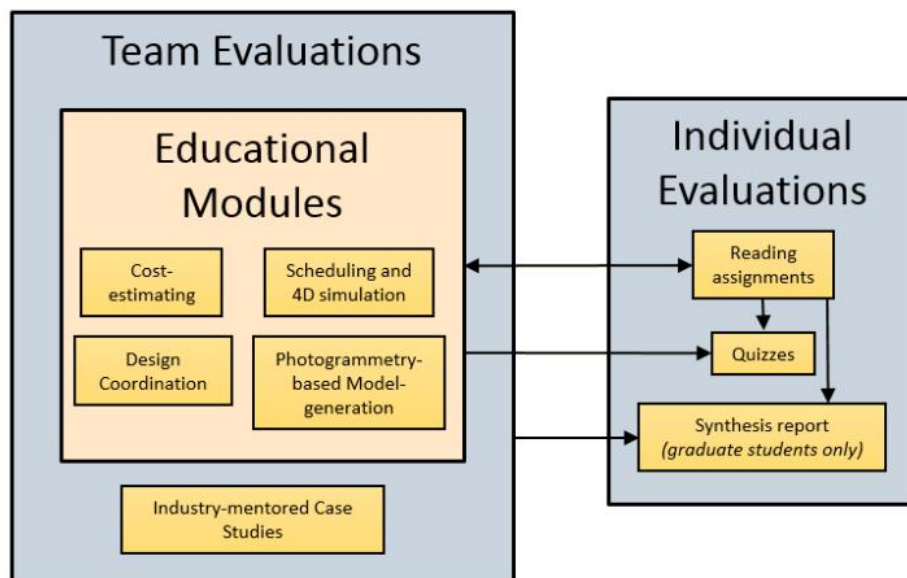 Team Evaluations
Educational
Modules
Cost-
estimating
Scheduling and
4D simulation
Design
Coordination
Photogrammetry-
based Model-
generation
Industry-mentored Case
Studies
Individual
Evaluations
Reading
assignments
Quizzes
Synthesis report
(graduate students only)